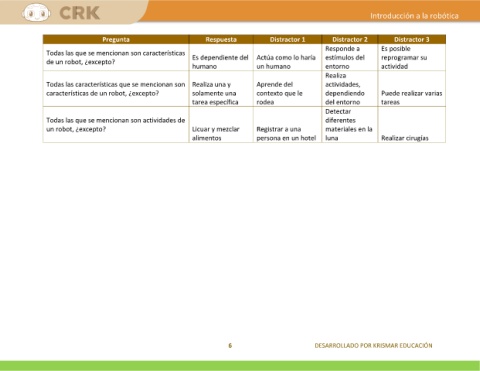 CRK
Introducción a la robótica
Pregunta Respuesta Distractor 1 Distractor 2 Distractor 3
Todas las que se mencionan son características
de un robot, ¿excepto?
Es dependiente del
humano
Actúa como lo haría
un humano
Responde a
estímulos del
entorno
Es posible
reprogramar su
actividad
Todas las características que se mencionan son
características de un robot, ¿excepto?
Realiza una y
solamente una
tarea específica
Aprende del
contexto que le
rodea
Realiza
actividades,
dependiendo
del entorno
Puede realizar varias
tareas
Todas las que se mencionan son actividades de
un robot, ¿excepto?
Licuar y mezclar
alimentos
Registrar a una
persona en un hotel
Detectar
diferentes
materiales en la
luna
Realizar cirugías
6 DESARROLLADO POR KRISMAR EDUCACIÓN